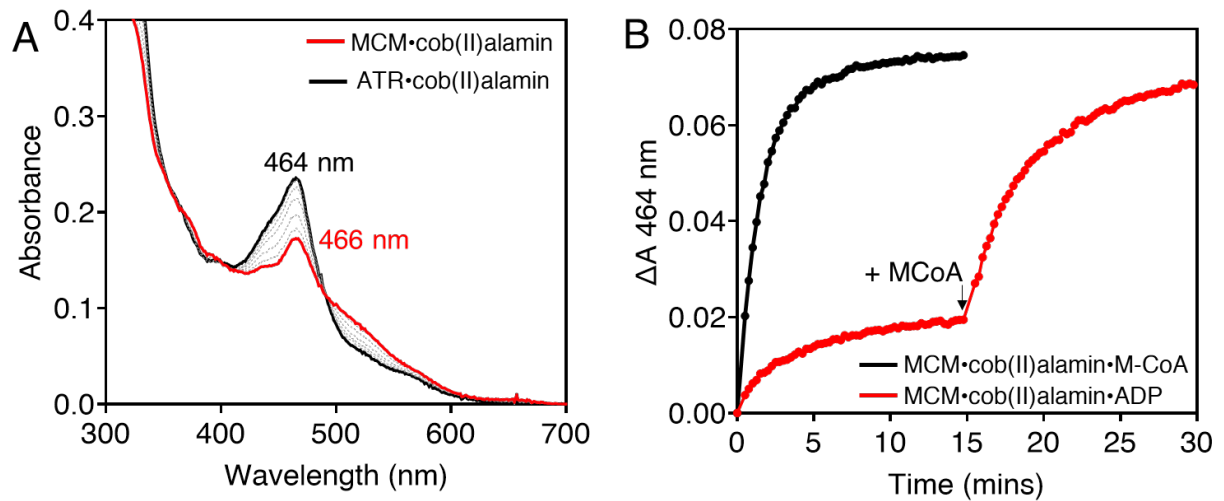 A
MCM•cob(II)alamin
ATR•cob(II)alamin
464 nm
466 nm
Absorbance
0.4
0.3
0.2
0.1
0.0
300 400 500 600 700
Wavelength (nm)
B
ΔA 464 nm
0.08
0.06
0.04
0.02
0.00
+ MCoA
MCM•cob(II)alamin•M-CoA
MCM•cob(II)alamin•ADP
0 5 10 15 20 25 30
Time (mins)